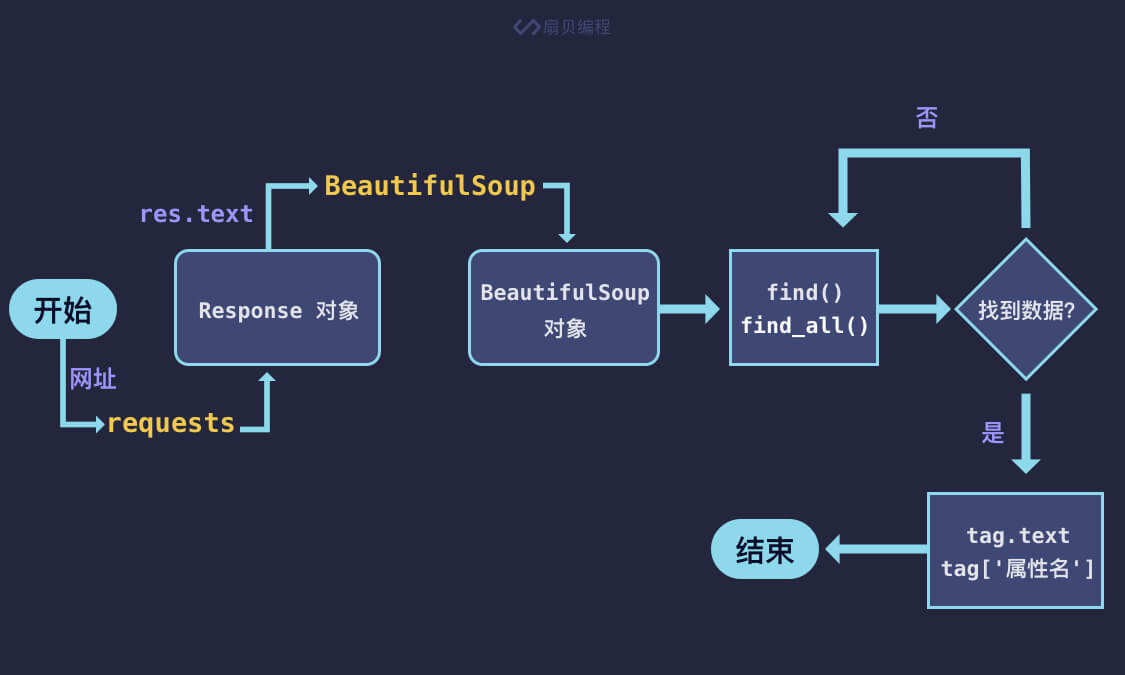 扇贝编程
否
BeautifulSoup
res.text
开始
Response 对象
BeautifulSoup
对象
find()
find_all()
找到数据?
网址
requests
是
tag.text
tag['属性名']
结束